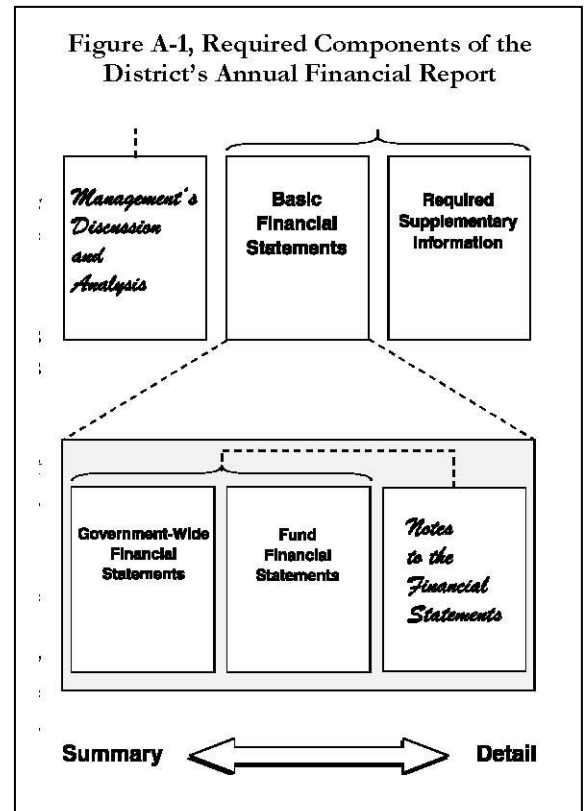 Figure A-1, Required Components of the
District's Annual Financial Report
Management's
Discussion
and
Analysis
Basic
Financial
Statements
Required
Supplementary
Information
Government-Wide
Financial
Statements
Fund
Financial
Statements
Notes
to the
Financial
Statements
Summary
Detail